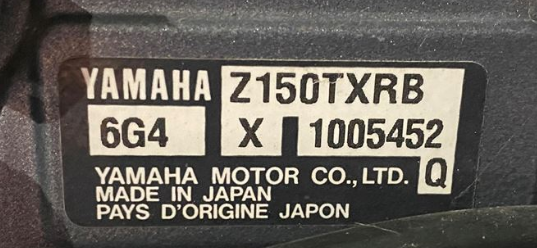 YAMAHA Z150TXRB
6G4 X 1005452
YAMAHA MOTOR CO., LTD. Q
MADE IN JAPAN
PAYS D'ORIGINE JAPON